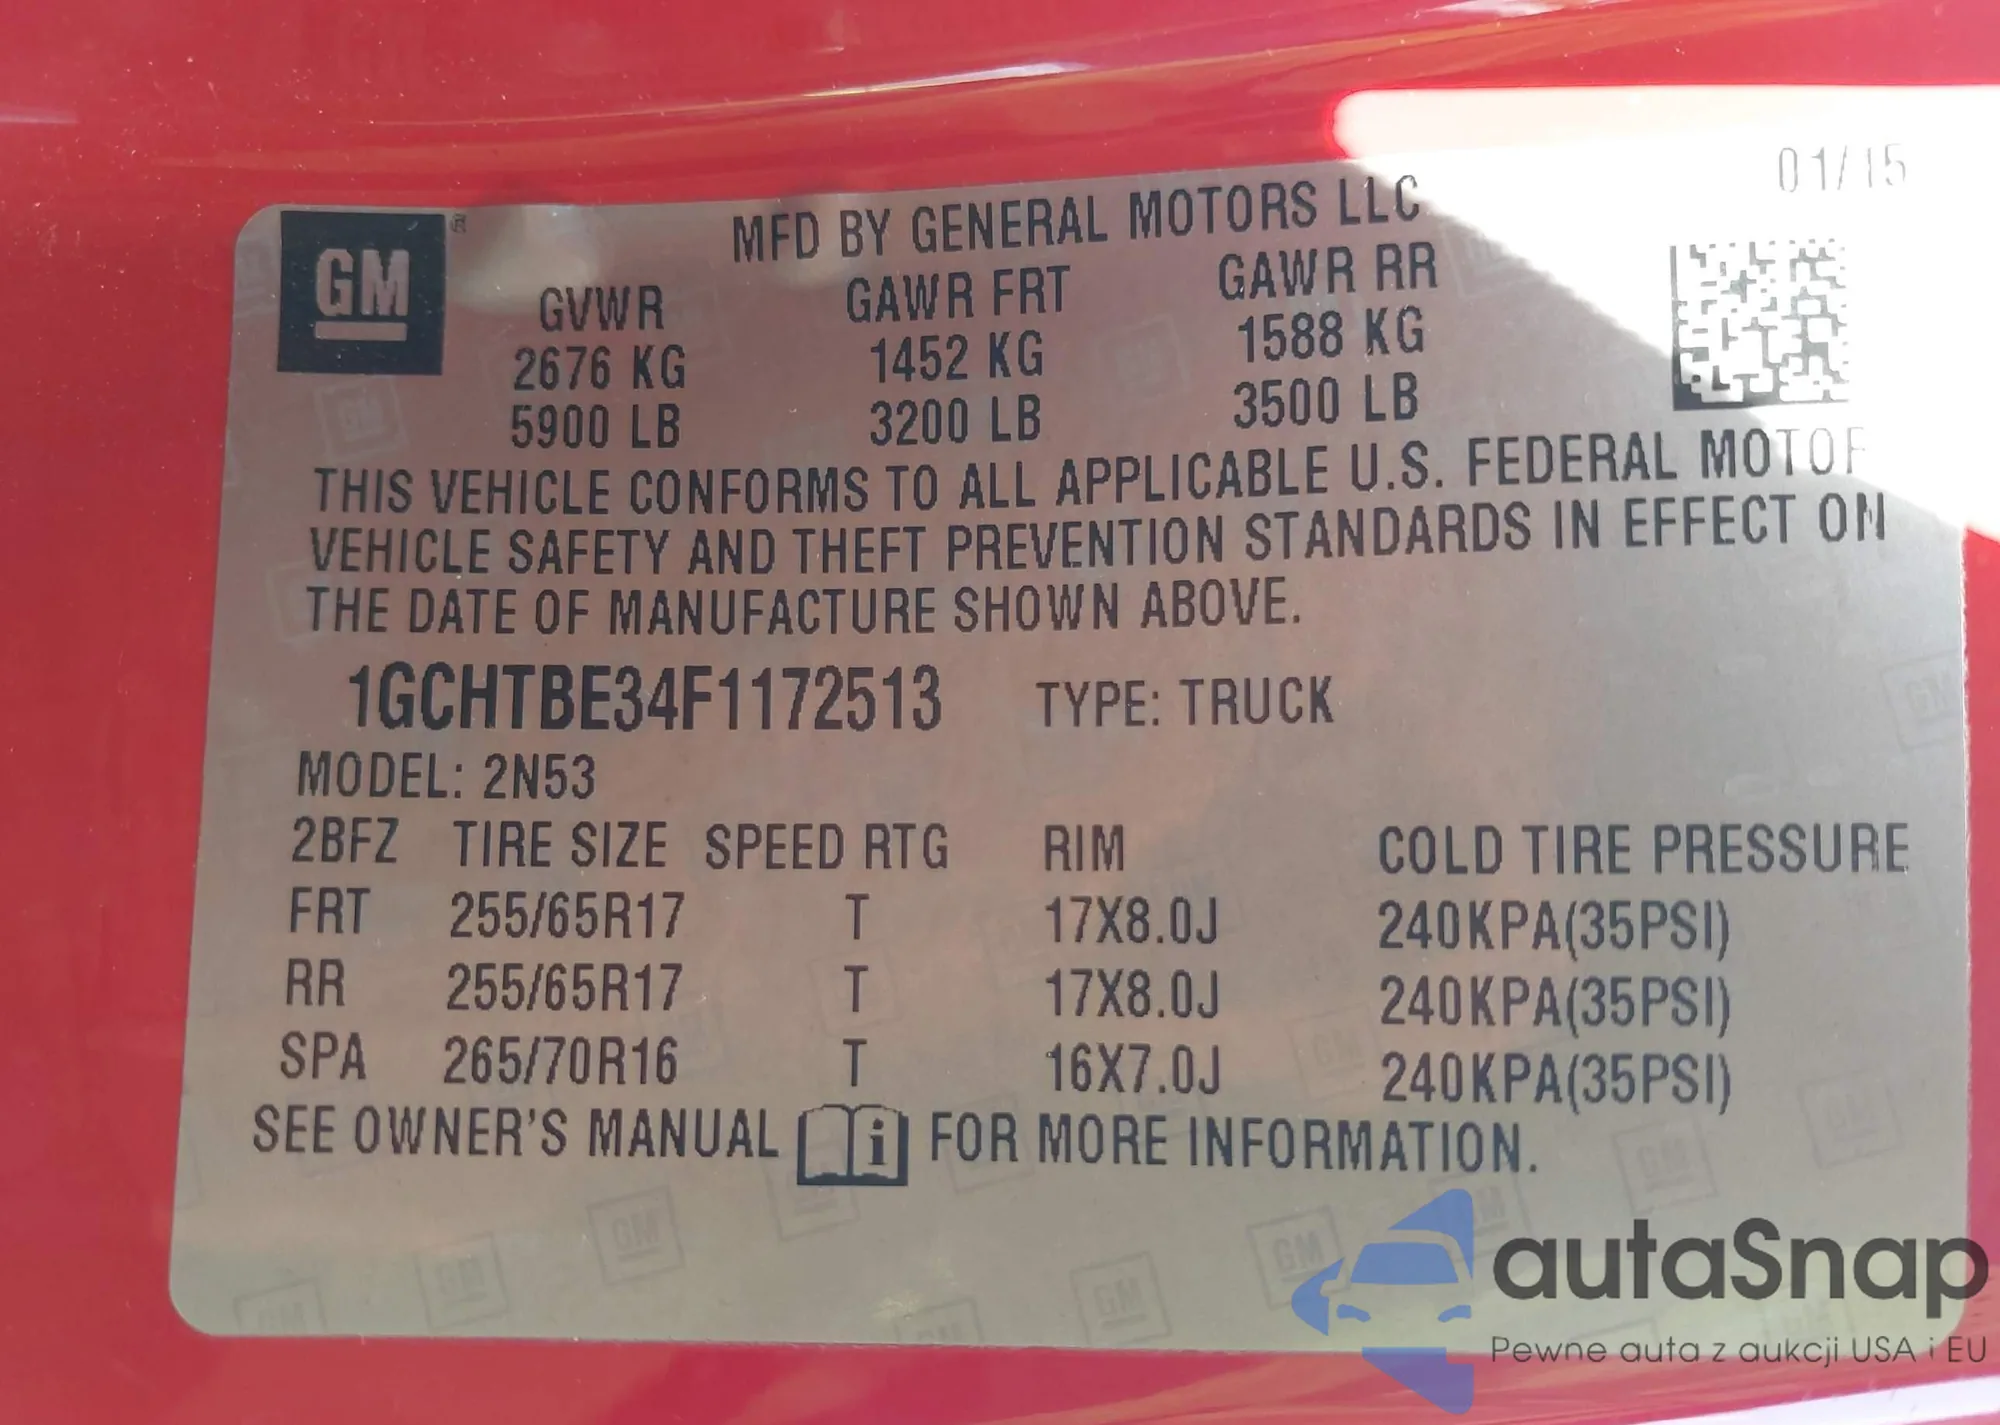 01/15
GM ®
MFD BY GENERAL MOTORS LLC
GVWR GAWR FRT GAWR RR
2676 KG 1452 KG 1588 KG
5900 LB 3200 LB 3500 LB
THIS VEHICLE CONFORMS TO ALL APPLICABLE U.S. FEDERAL MOTOR
VEHICLE SAFETY AND THEFT PREVENTION STANDARDS IN EFFECT ON
THE DATE OF MANUFACTURE SHOWN ABOVE.
1GCHTBE34F1172513 TYPE: TRUCK
MODEL: 2N53
2BFZ TIRE SIZE SPEED RTG RIM COLD TIRE PRESSURE
FRT 255/65R17 T 17X8.0J 240KPA(35PSI)
RR 255/65R17 T 17X8.0J 240KPA(35PSI)
SPA 265/70R16 T 16X7.0J 240KPA(35PSI)
SEE OWNER'S MANUAL i FOR MORE INFORMATION.
autaSnap
Pewne auta z aukcji USA i EU